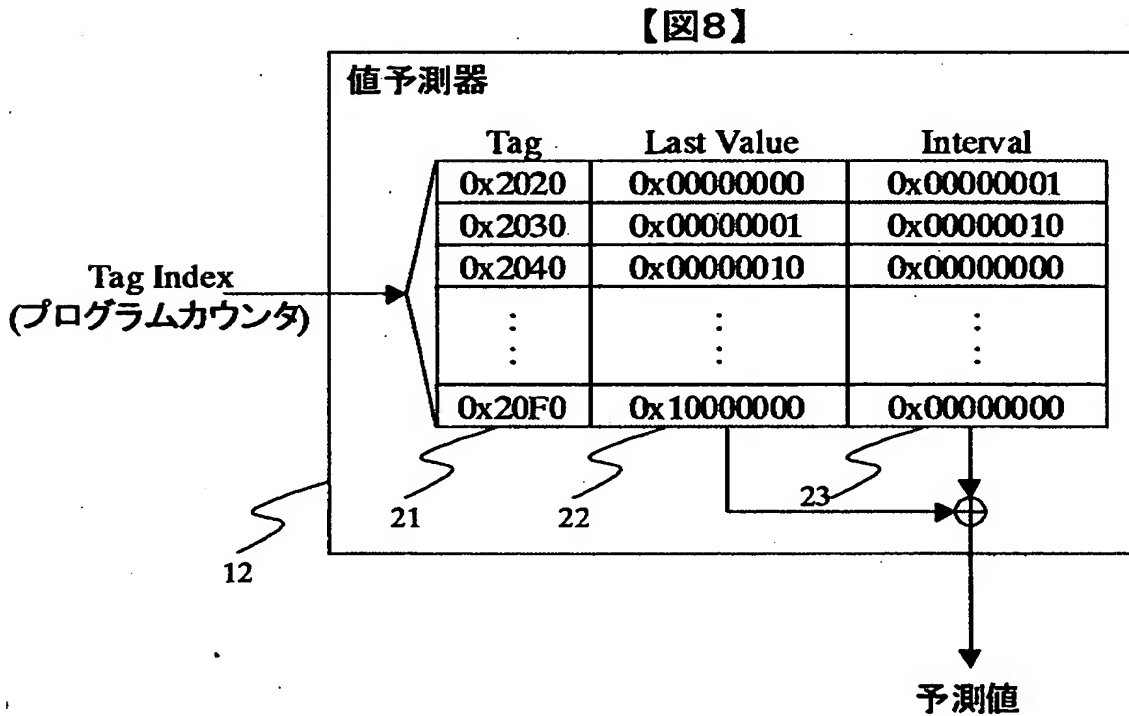 【図8】
値予測器
Tag Last Value Interval
0x2020 0x00000000 0x00000001
0x2030 0x00000001 0x00000010
0x2040 0x00000010 0x00000000
Tag Index
(プログラムカウンタ)
0x20F0 0x10000000 0x00000000
21 22 23
12
予測値